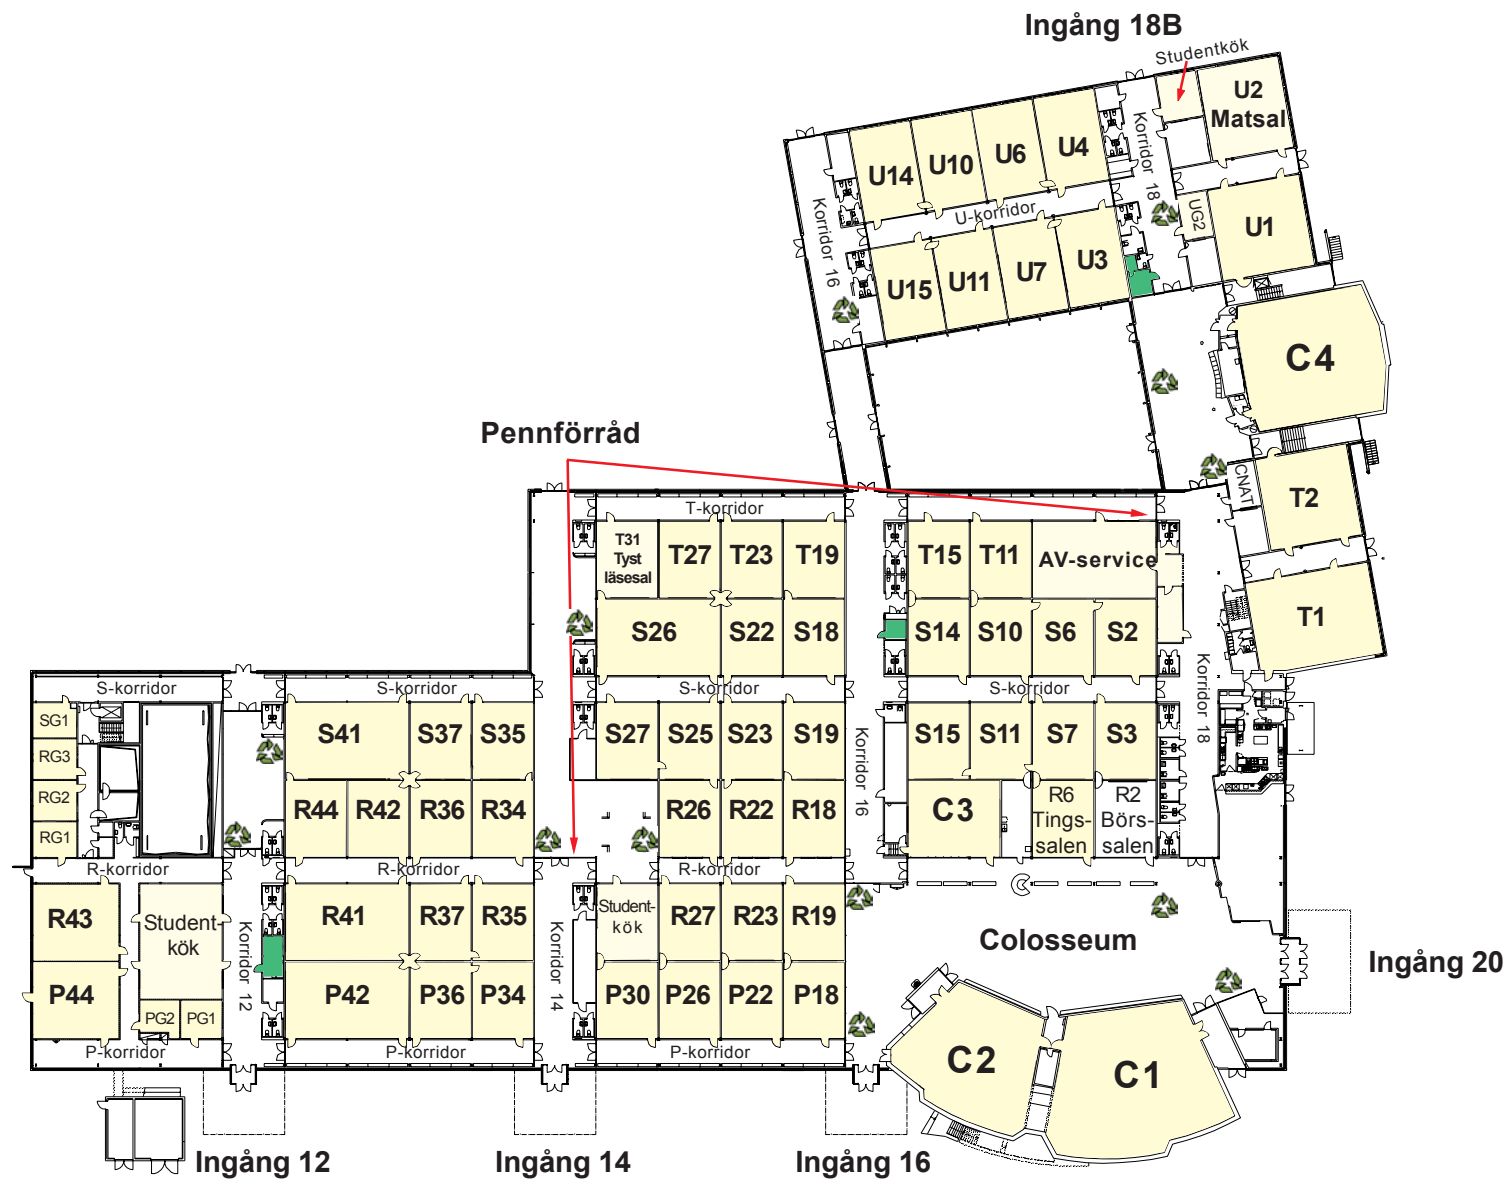 Ingång 18B
Studentkök
U2
Matsal
U4
U6
U10
U14
Korridor 18
Korridor 16
U-korridor
UG2
U1
U3
U7
U11
U15
C4
Pennförråd
CNAT
T2
T-korridor
T31
Tyst
läsesal
T27
T23
T19
T15
T11
AV-service
T1
S26
S22
S18
S14
S10
S6
S2
S-korridor
S-korridor
S-korridor
S-korridor
Korridor 18
SG1
RG3
RG2
RG1
S41
S37
S35
S27
S25
S23
S19
Korridor 16
S15
S11
S7
S3
R44
R42
R36
R34
R26
R22
R18
C3
R6
Tings-
salen
R2
Börs-
salen
R-korridor
R-korridor
R-korridor
R43
Student-
kök
Korridor 12
R41
R37
R35
Korridor 14
Student-
kök
R27
R23
R19
Colosseum
Ingång 20
P44
PG2
PG1
P42
P36
P34
P30
P26
P22
P18
P-korridor
P-korridor
P-korridor
C2
C1
Ingång 12
Ingång 14
Ingång 16